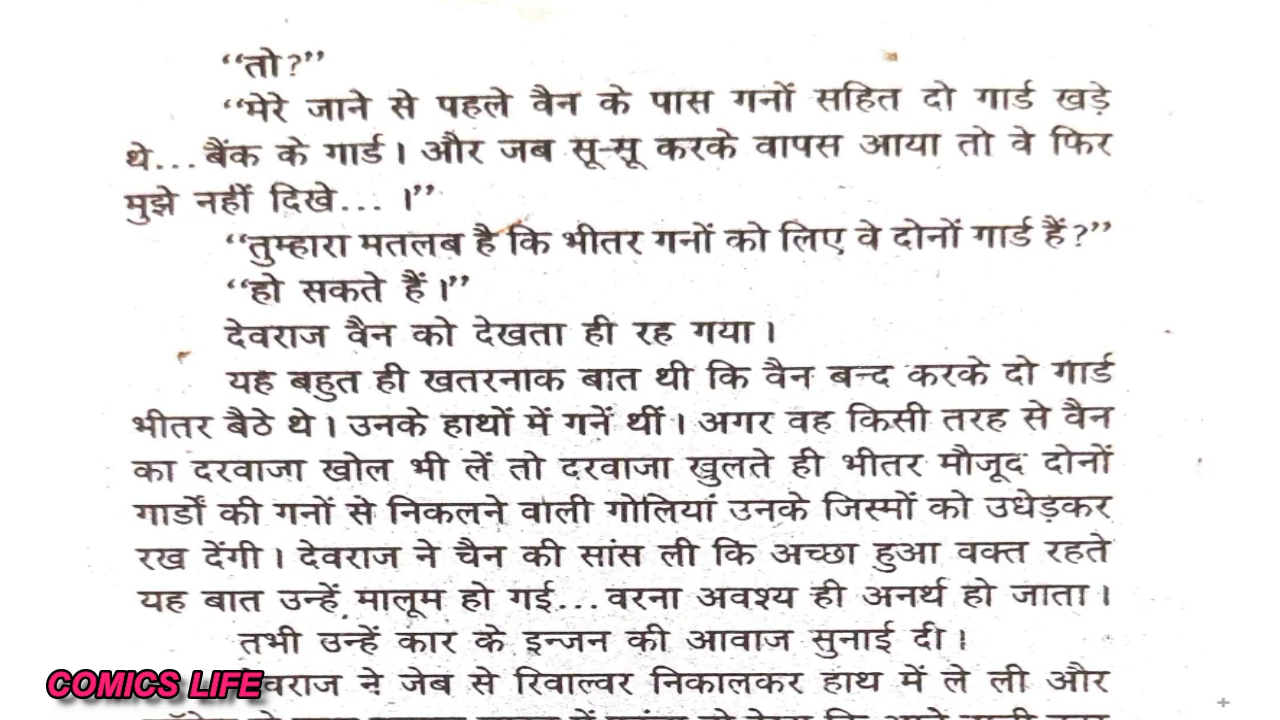 “तो?”
“मेरे जाने से पहले वैन के पास गनों सहित दो गार्ड खड़े
थे... बैंक के गार्ड। और जब सू-सू करके वापस आया तो वे फिर
मुझे नहीं दिखे... ।”
“तुम्हारा मतलब है कि भीतर गनों को लिए वे दोनों गार्ड हैं?”
“हो सकते हैं।”
देवराज वैन को देखता ही रह गया।
यह बहुत ही खतरनाक बात थी कि वैन बन्द करके दो गार्ड
भीतर बैठे थे। उनके हाथों में गनें थीं। अगर वह किसी तरह से वैन
का दरवाजा खोल भी लें तो दरवाजा खुलते ही भीतर मौजूद दोनों
गार्डों की गनों से निकलने वाली गोलियां उनके जिस्मों को उधेड़कर
रख देंगी। देवराज ने चैन की सांस ली कि अच्छा हुआ वक्त रहते
यह बात उन्हें मालूम हो गई... वरना अवश्य ही अनर्थ हो जाता।
तभी उन्हें कार के इन्जन की आवाज सुनाई दी।
वराज ने जेब से रिवाल्वर निकालकर हाथ में ले ली और
COMICS LIFE